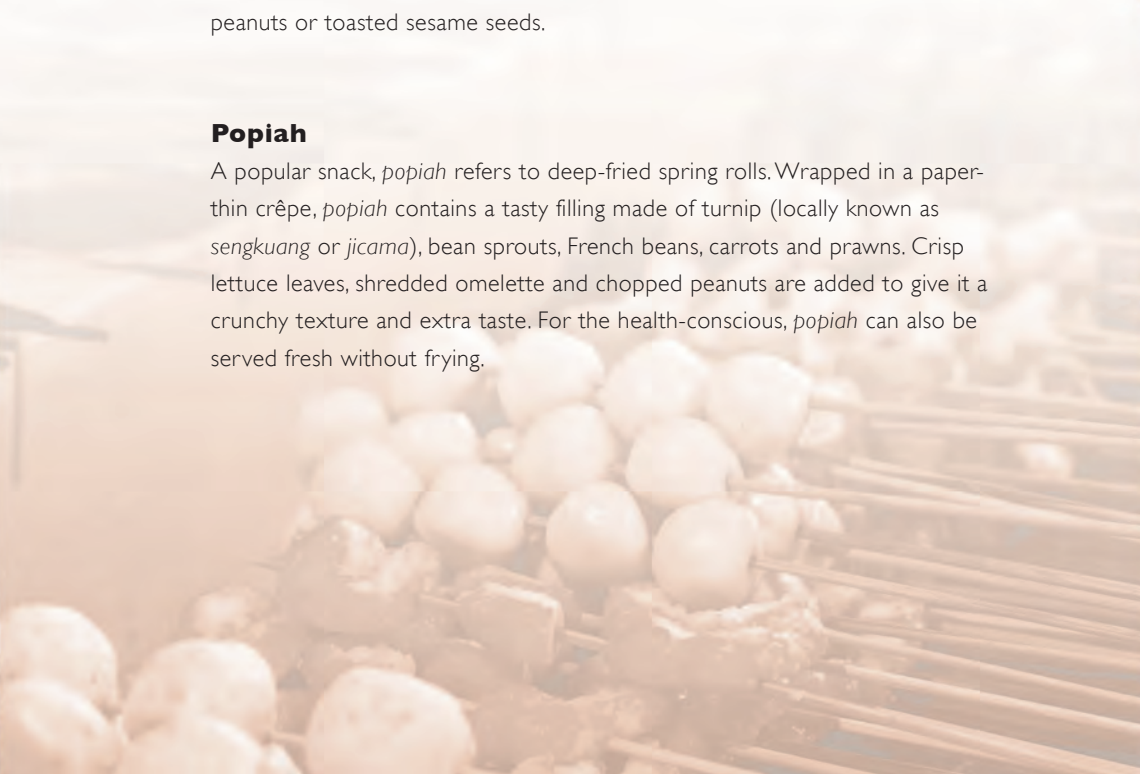 peanuts or toasted sesame seeds.
Popiah
A popular snack, popiah refers to deep-fried spring rolls. Wrapped in a paper-
thin crêpe, popiah contains a tasty filling made of turnip (locally known as
sengkuang or jicama), bean sprouts, French beans, carrots and prawns. Crisp
lettuce leaves, shredded omelette and chopped peanuts are added to give it a
crunchy texture and extra taste. For the health-conscious, popiah can also be
served fresh without frying.